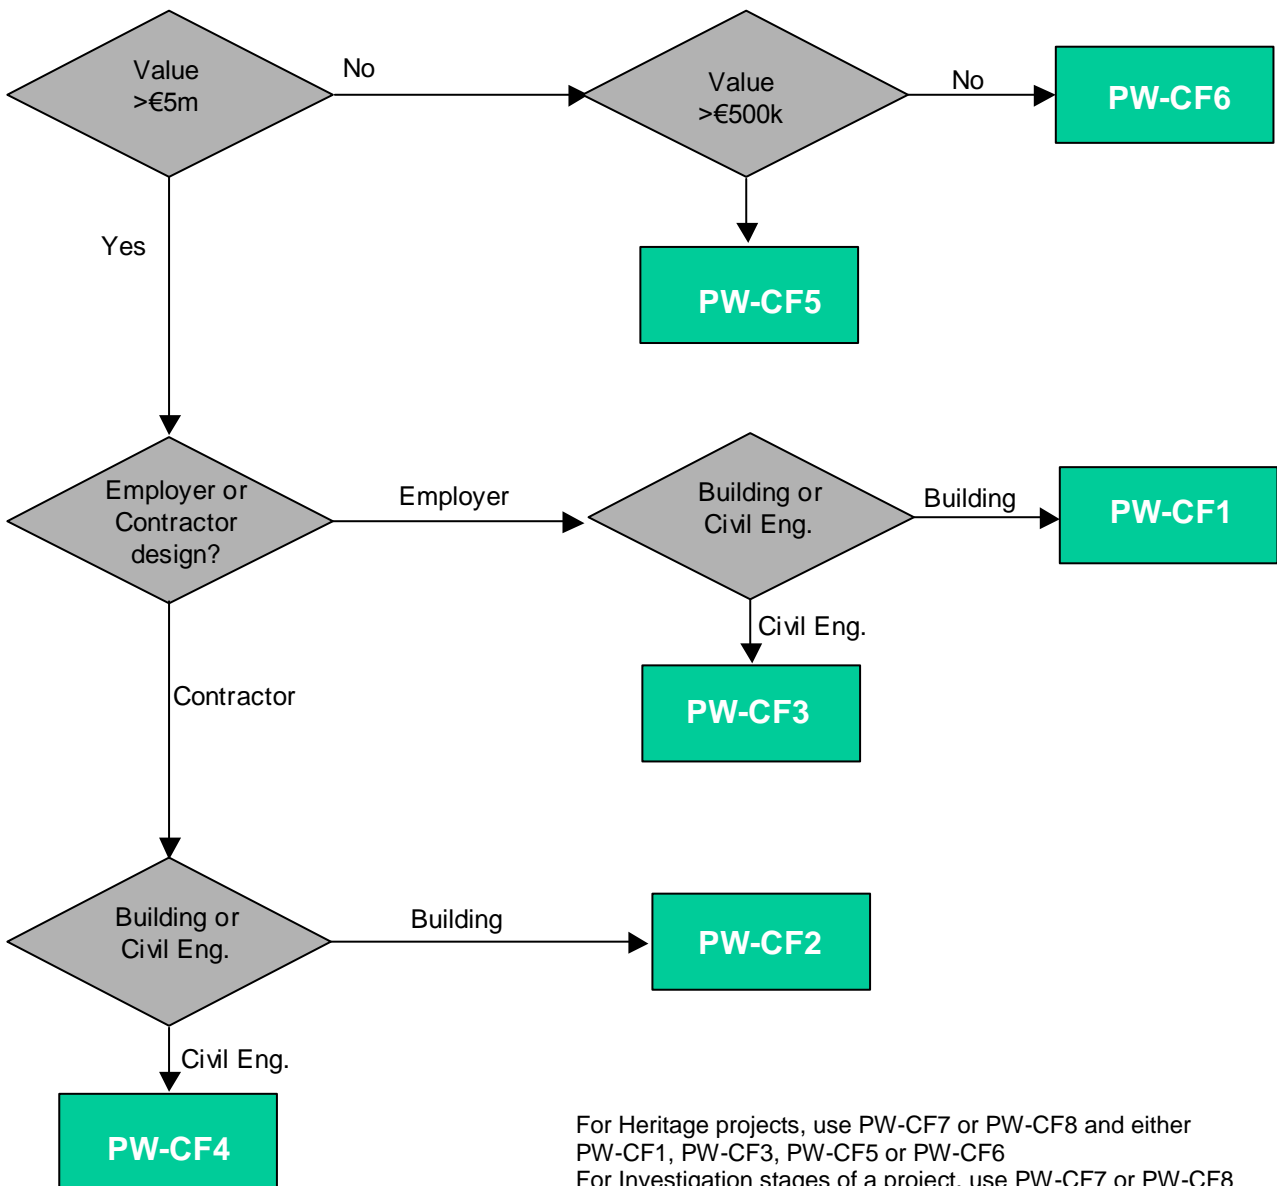 Value
>€5m
No
Value
>€500k
No
PW-CF6
Yes
PW-CF5
Employer or
Contractor
design?
Employer
Building or
Civil Eng.
Building
PW-CF1
Civil Eng.
PW-CF3
Contractor
Building or
Civil Eng.
Building
PW-CF2
Civil Eng.
PW-CF4
For Heritage projects, use PW-CF7 or PW-CF8 and either
PW-CF1, PW-CF3, PW-CF5 or PW-CF6
For Investigation stages of a project, use PW-CF7 or PW-CF8